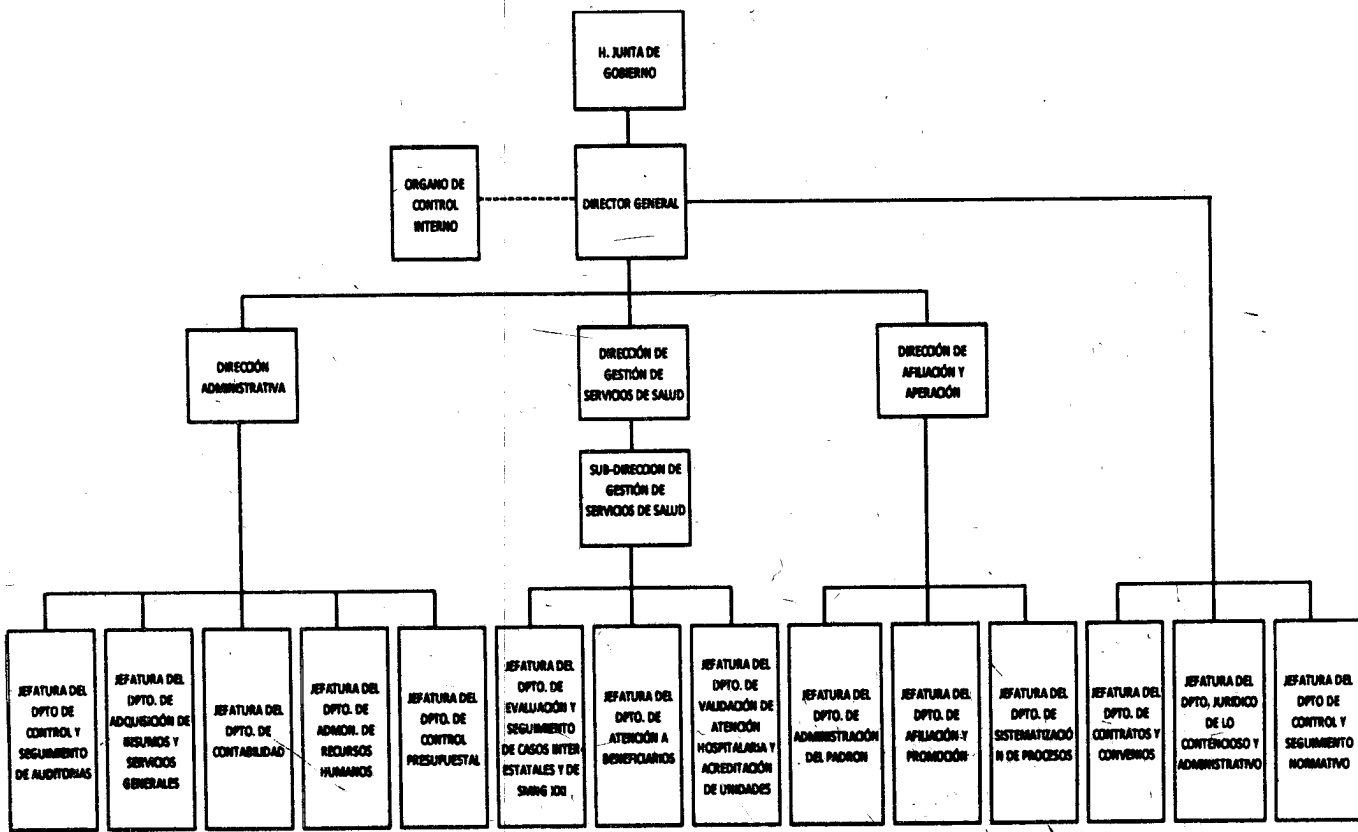 H. JUNTA DE
GOBIERNO
ORGANO DE
CONTROL
INTERNO
DIRECTOR GENERAL
DIRECCIÓN
ADMINISTRATIVA
DIRECCIÓN DE
GESTIÓN DE
SERVICIOS DE SALUD
DIRECCIÓN DE
AFILIACIÓN Y
APERACIÓN
SUB-DIRECCION DE
GESTIÓN DE
SERVICIOS DE SALUD
JEFATURA DEL
DPTO DE
CONTROL Y
SEGUIMIENTO
DE AUDITORIAS
JEFATURA DEL
DPTO. DE
ADQUISICIÓN DE
INSUMOS Y
SERVICIOS
GENERALES
JEFATURA DEL
DPTO. DE
CONTABILIDAD
JEFATURA DEL
DPTO. DE
ADMON. DE
RECURSOS
HUMANOS
JEFATURA DEL
DPTO. DE
CONTROL
PRESUPUESTAL
JEFATURA DEL
DPTO. DE
EVALUACIÓN Y
SEGUIMIENTO
DE CASOS INTER
ESTATALES Y DE
SMNG XXI
JEFATURA DEL
DPTO. DE
ATENCIÓN A
BENEFICIARIOS
JEFATURA DEL
DPTO. DE
VALIDACIÓN DE
ATENCIÓN
HOSPITALARIA Y
ACREDITACIÓN
DE UNIDADES
JEFATURA DEL
DPTO. DE
ADMINISTRACIÓN
DEL PADRON
JEFATURA DEL
DPTO. DE
AFILIACIÓN Y
PROMOCIÓN
JEFATURA DEL
DPTO. DE
SISTEMATIZACIÓ
N DE PROCESOS
JEFATURA DEL
DPTO. DE
CONTRATOS Y
CONVENIOS
JEFATURA DEL
DPTO. JURIDICO
DE LO
CONTENCIOSO Y
ADMINISTRATIVO
JEFATURA DEL
DPTO DE
CONTROL Y
SEGUIMIENTO
NORMATIVO